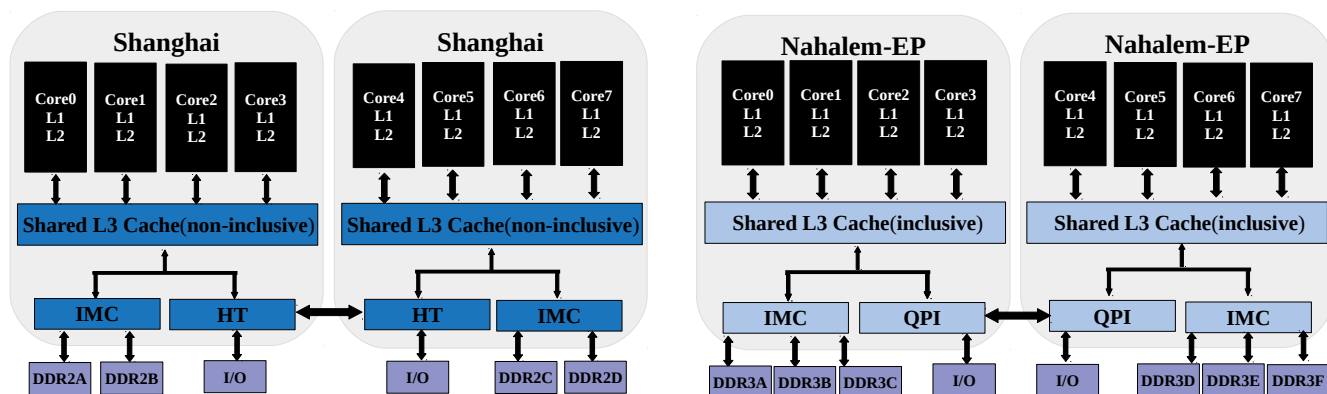 Shanghai
Shanghai
Nahalem-EP
Nahalem-EP
Core0
L1
L2
Core1
L1
L2
Core2
L1
L2
Core3
L1
L2
Core4
L1
L2
Core5
L1
L2
Core6
L1
L2
Core7
L1
L2
Core0
L1
L2
Core1
L1
L2
Core2
L1
L2
Core3
L1
L2
Core4
L1
L2
Core5
L1
L2
Core6
L1
L2
Core7
L1
L2
Shared L3 Cache(non-inclusive)
Shared L3 Cache(non-inclusive)
Shared L3 Cache(inclusive)
Shared L3 Cache(inclusive)
IMC
HT
HT
IMC
IMC
QPI
QPI
IMC
DDR2A
DDR2B
I/O
I/O
DDR2C
DDR2D
DDR3A
DDR3B
DDR3C
I/O
I/O
DDR3D
DDR3E
DDR3F